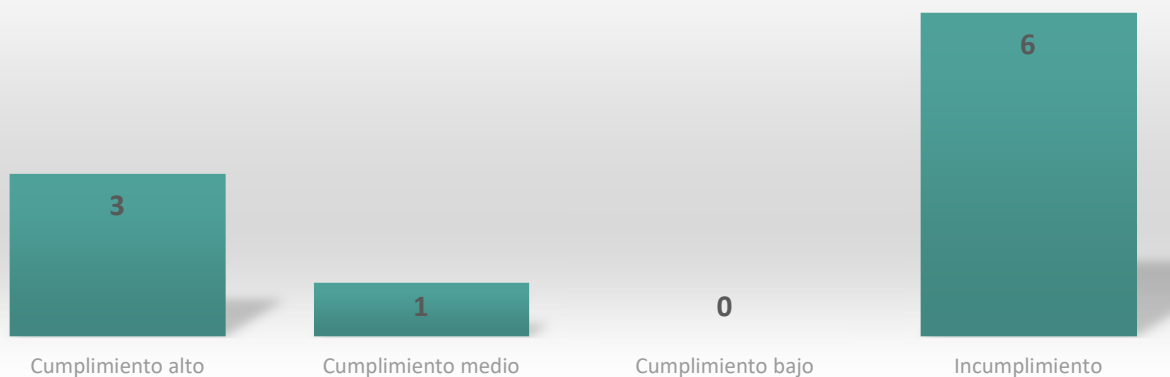 6
3
1
0
Cumplimiento alto
Cumplimiento medio
Cumplimiento bajo
Incumplimiento